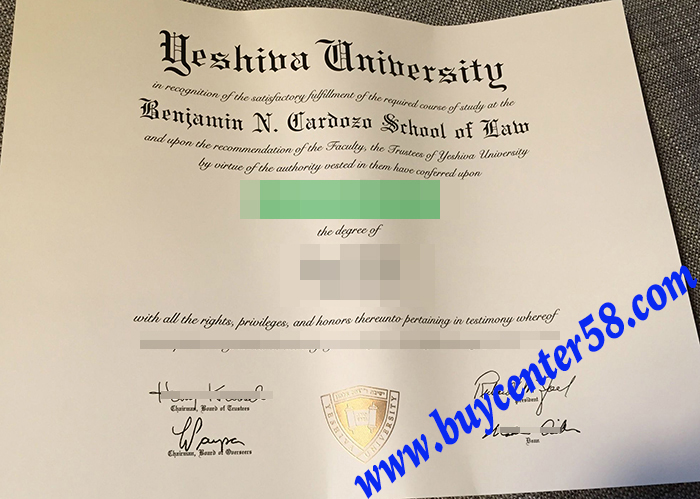 Yeshiva University
in recognition of the satisfactory fulfillment of the required course of study at the
Benjamin N. Cardozo School of Law
and upon the recommendation of the Faculty, the Trustees of Yeshiva University
by virtue of the authority vested in them have conferred upon
the degree of
with all the rights, privileges, and honors thereunto pertaining in testimony whereof
Chairman, Board of Trustees
President
Chairman, Board of Overseers
Dean
YESHIVA UNIVERSITY
www.buycenter58.com